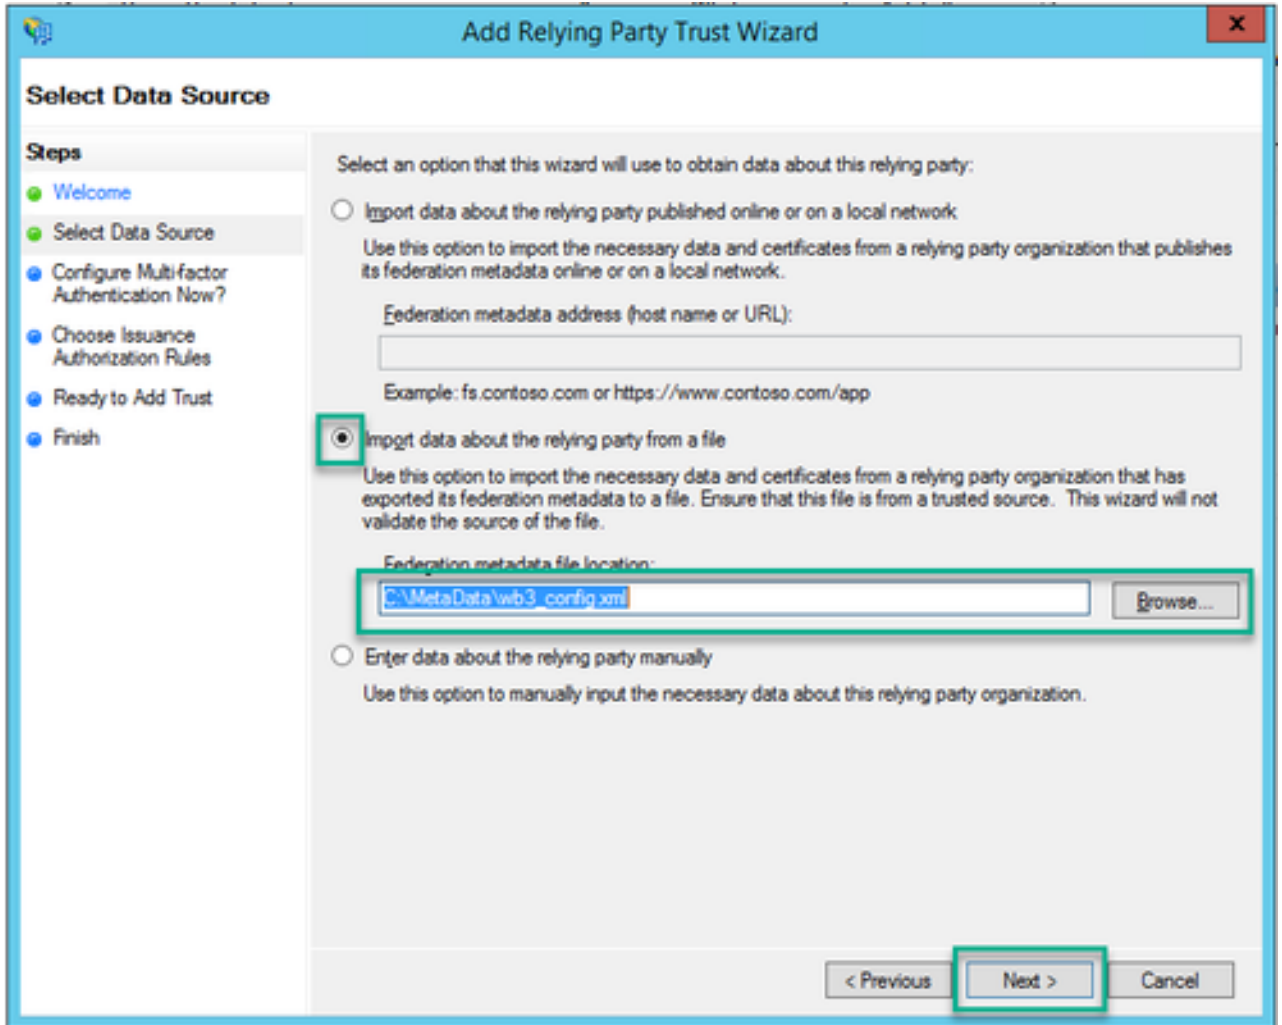 Add Relying Party Trust Wizard
x
Select Data Source
Steps
Welcome
Select Data Source
Configure Multi-factor
Authentication Now?
Choose Issuance
Authorization Rules
Ready to Add Trust
Finish
Select an option that this wizard will use to obtain data about this relying party:
Import data about the relying party published online or on a local network
Use this option to import the necessary data and certificates from a relying party organization that publishes
its federation metadata online or on a local network.
Federation metadata address (host name or URL):
Example: fs.contoso.com or https://www.contoso.com/app
Import data about the relying party from a file
Use this option to import the necessary data and certificates from a relying party organization that has
exported its federation metadata to a file. Ensure that this file is from a trusted source. This wizard will not
validate the source of the file.
Federation metadata file location:
C:\MetaData\wb3_config.xml
Browse...
Enter data about the relying party manually
Use this option to manually input the necessary data about this relying party organization.
< Previous
Next >
Cancel